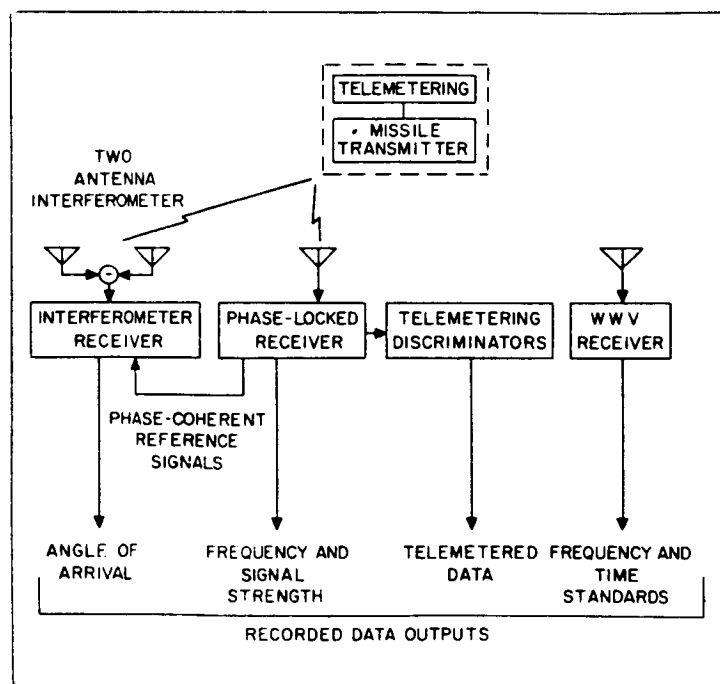 TELEMETERING
MISSILE
TRANSMITTER
TWO
ANTENNA
INTERFEROMETER
-
INTERFEROMETER
RECEIVER
PHASE-LOCKED
RECEIVER
TELEMETERING
DISCRIMINATORS
WWV
RECEIVER
PHASE-COHERENT
REFERENCE
SIGNALS
ANGLE OF
ARRIVAL
FREQUENCY AND
SIGNAL
STRENGTH
TELEMETERED
DATA
FREQUENCY AND
TIME
STANDARDS
RECORDED DATA OUTPUTS